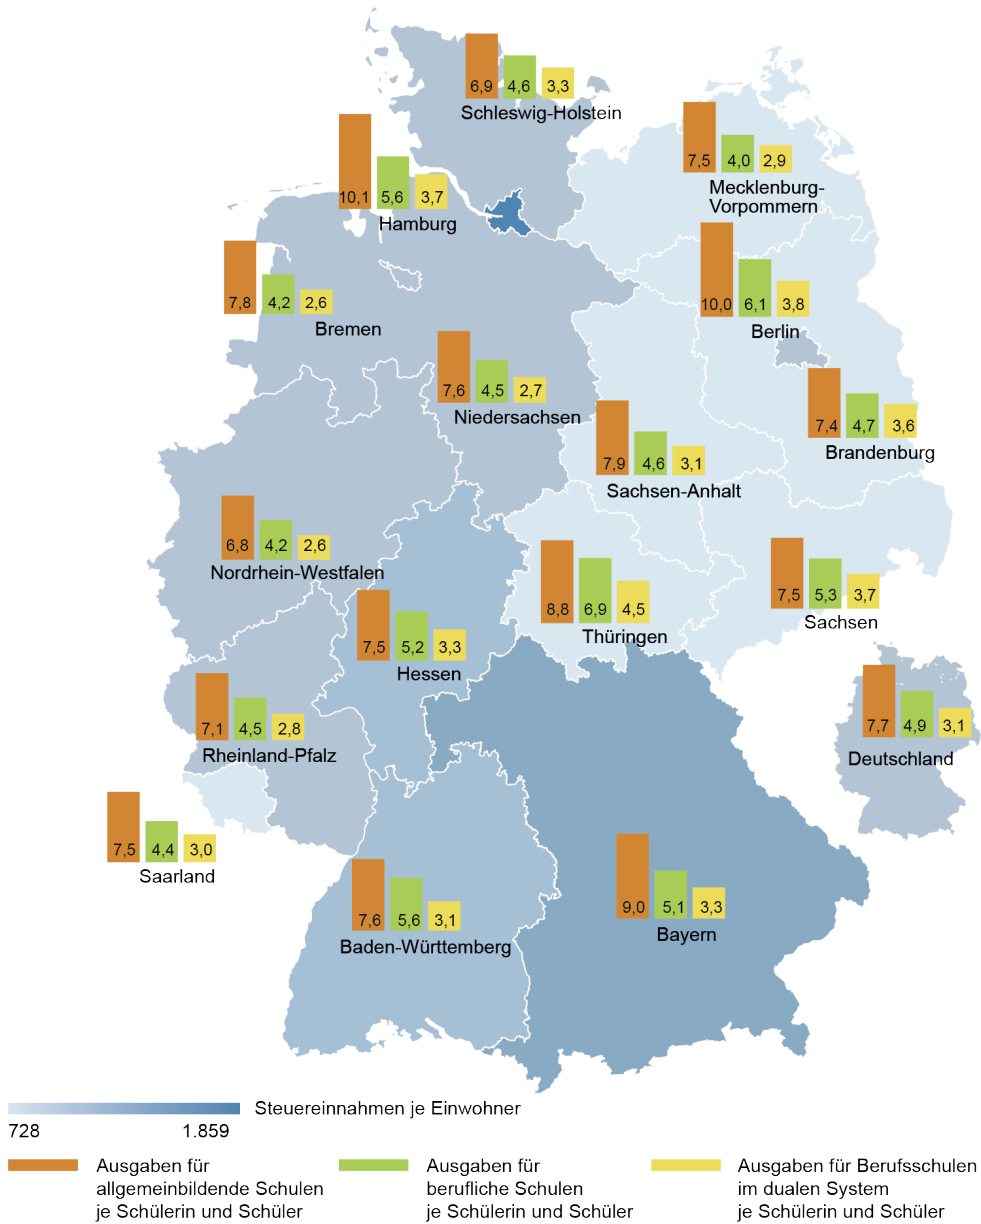 6,9 4,6 3,3
Schleswig-Holstein
7,5 4,0 2,9
Mecklenburg-
Vorpommern
10,1 5,6 3,7
Hamburg
7,8 4,2 2,6
Bremen
10,0 6,1 3,8
Berlin
7,6 4,5 2,7
Niedersachsen
7,4 4,7 3,6
Brandenburg
7,9 4,6 3,1
Sachsen-Anhalt
6,8 4,2 2,6
Nordrhein-Westfalen
8,8 6,9 4,5
Thüringen
7,5 5,3 3,7
Sachsen
7,5 5,2 3,3
Hessen
7,1 4,5 2,8
Rheinland-Pfalz
7,7 4,9 3,1
Deutschland
7,5 4,4 3,0
Saarland
7,6 5,6 3,1
Baden-Württemberg
9,0 5,1 3,3
Bayern
Steuereinnahmen je Einwohner
728 1.859
Ausgaben für
allgemeinbildende Schulen
je Schülerin und Schüler
Ausgaben für
berufliche Schulen
je Schülerin und Schüler
Ausgaben für Berufsschulen
im dualen System
je Schülerin und Schüler